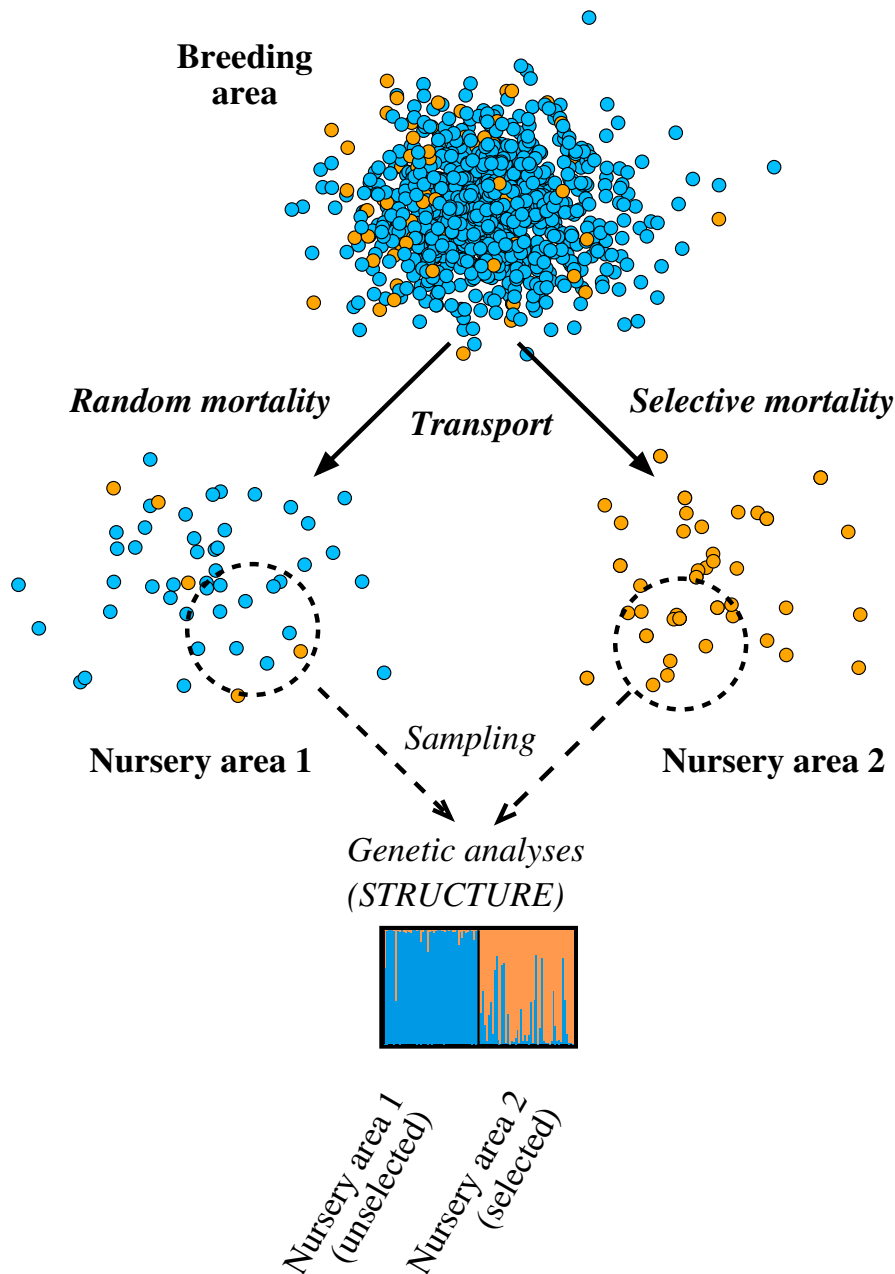 Breeding
area
Random mortality
Transport
Selective mortality
Nursery area 1
Sampling
Nursery area 2
Genetic analyses
(STRUCTURE)
Nursery area 1
(unselected)
Nursery area 2
(selected)